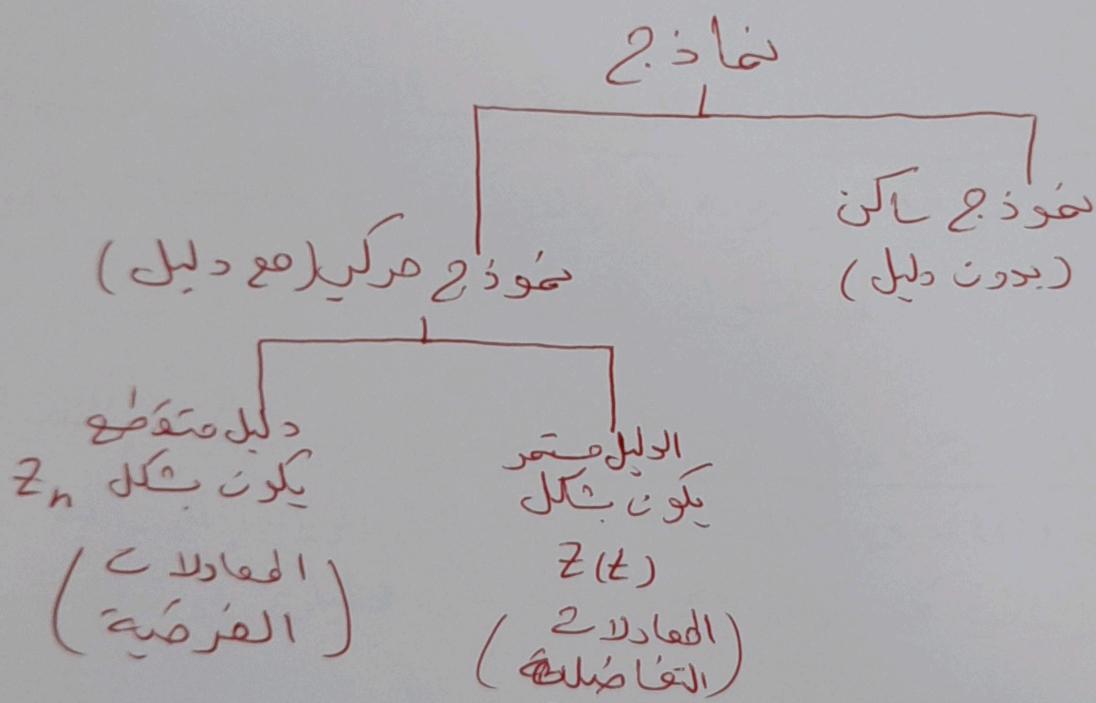 نماذج
نموذج ساكن
(بدون دليل)
نموذج حركي (مع دليل)
الدليل مستمر
يكون بشكل
Z(t)
(المعادلات
التفاضلية)
دليل متقطع
يكون بشكل Zn
(المعادلات
الفرضية)